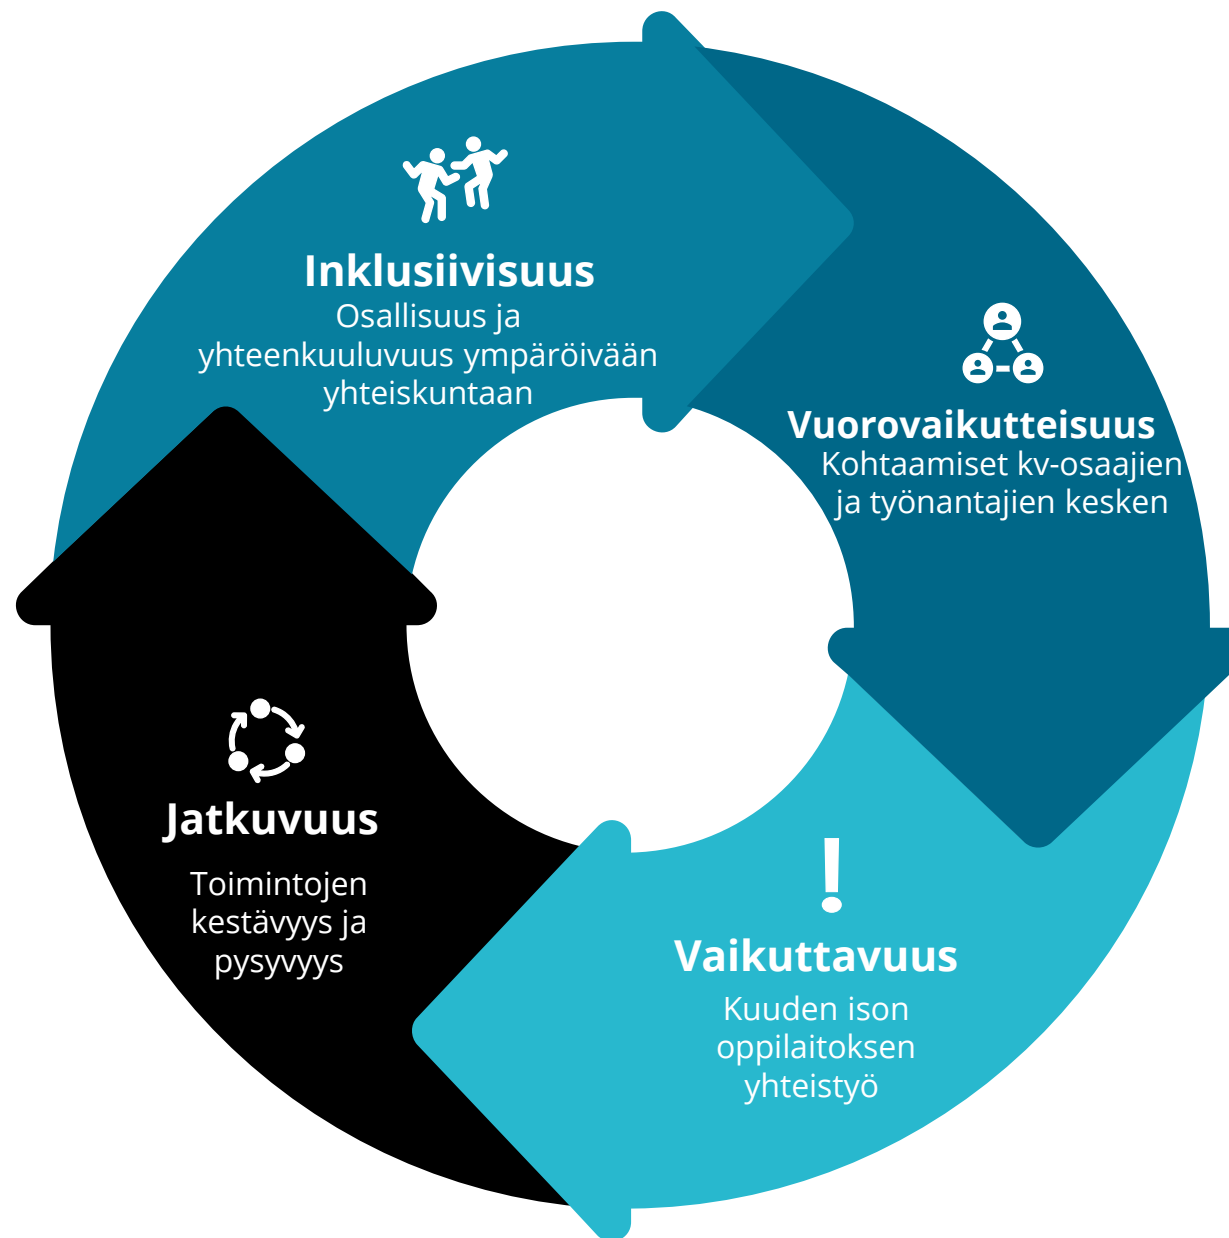 Inklusiivisuus
Osallisuus ja
yhteenkuuluvuus ympäröivään
yhteiskuntaan
Vuorovaikutteisuus
Kohtaamiset kv-osaajien
ja työnantajien kesken
Vaikuttavuus
Kuuden ison
oppilaitoksen
yhteistyö
Jatkuvuus
Toimintojen
kestävyys ja
pysyvyys